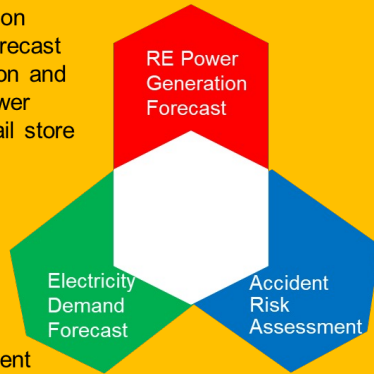 on
recast
on and
wer
ail store
RE Power
Generation
Forecast
Electricity
Demand
Forecast
Accident
Risk
Assessment
ent